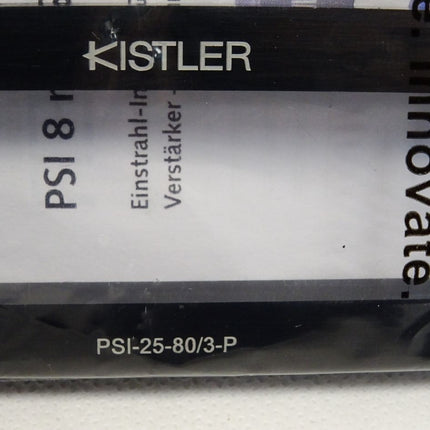 KISTLER
PSI 8
Einstrahl-In
Verstärker -
innovate.
PSI-25-80/3-P